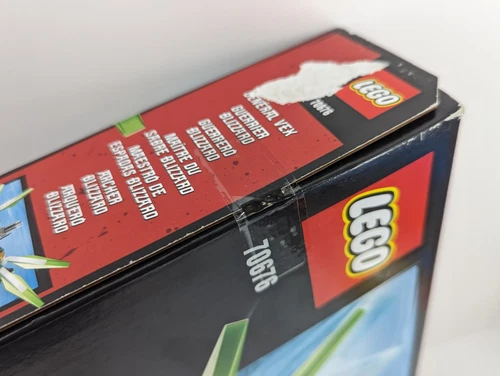 LEGO
70676
GENERAL VEX
GUERRIER
BLIZZARD
GUERRERO
BLIZZARD
MAÎTRE DU
SABRE BLIZZARD
MAESTRO DE
ESPADAS BLIZZARD
ARCHER
BLIZZARD
ARQUERO
BLIZZARD
LEGO
70676